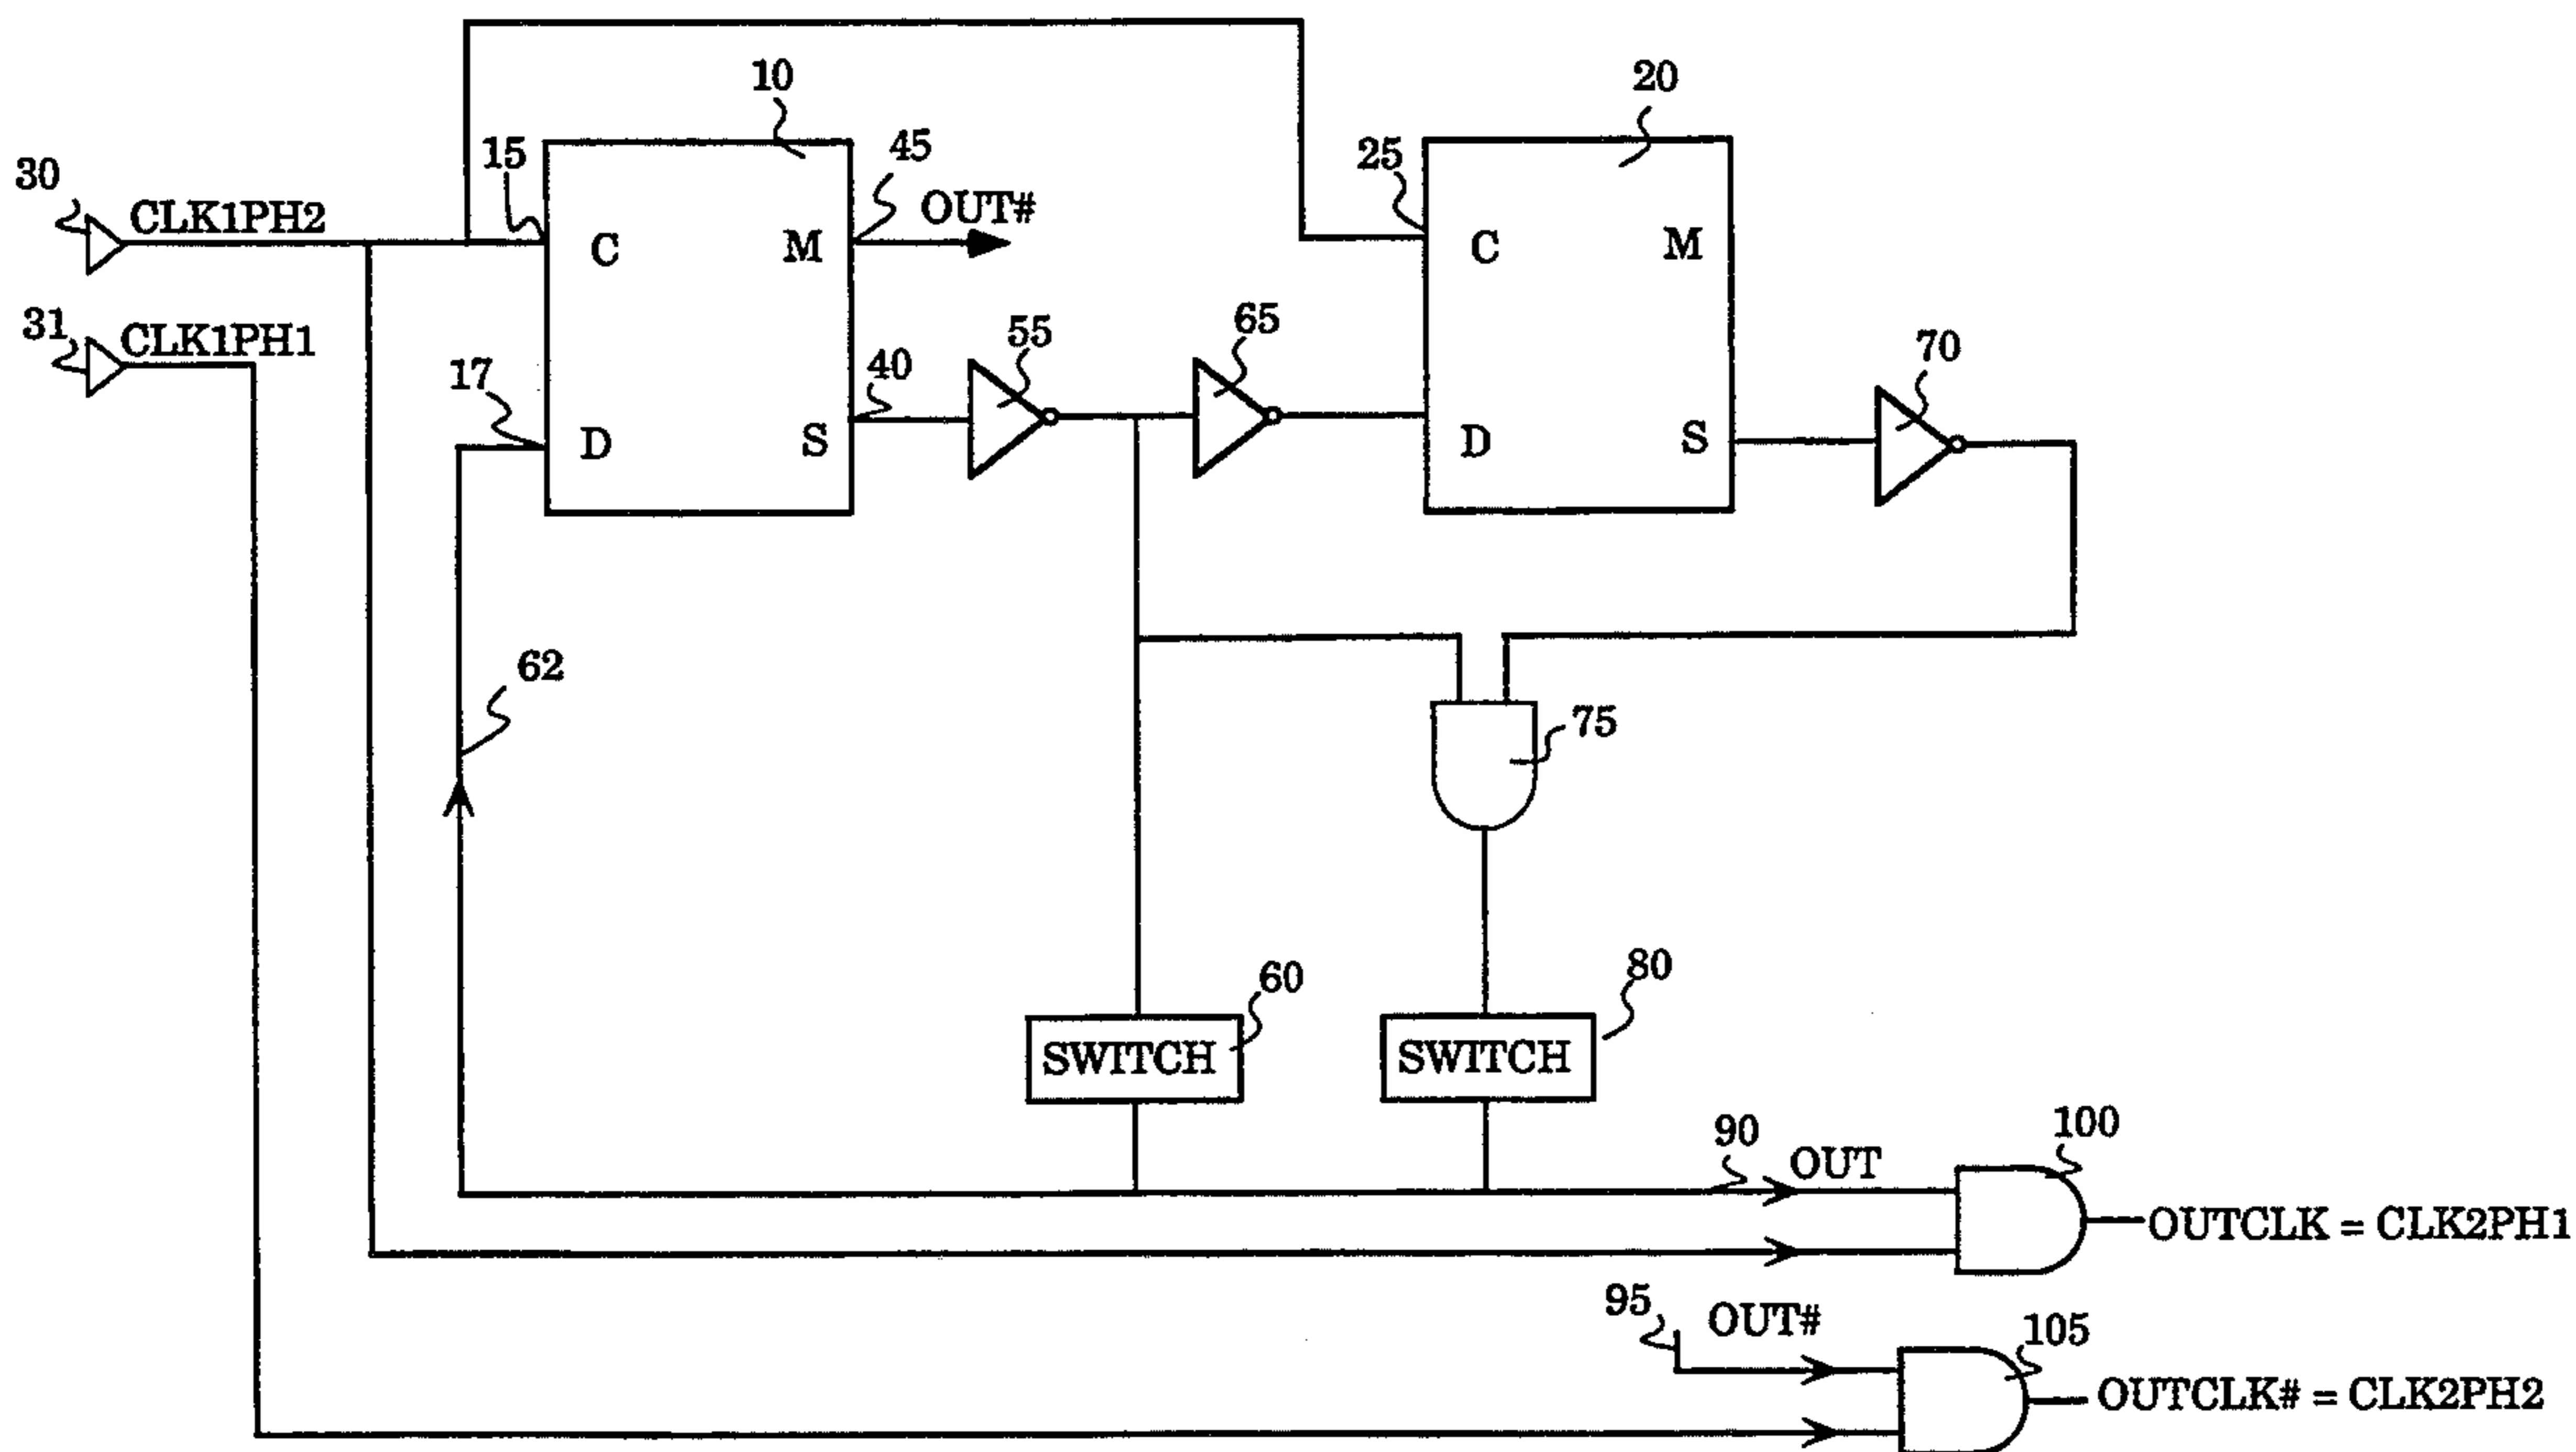 10
20
30
CLK1PH2
15
45
OUT#
25
C
M
C
M
31
CLK1PH1
17
40
55
65
70
D
S
D
S
62
75
60
80
SWITCH
SWITCH
90
OUT
100
OUTCLK = CLK2PH1
95
OUT#
105
OUTCLK# = CLK2PH2